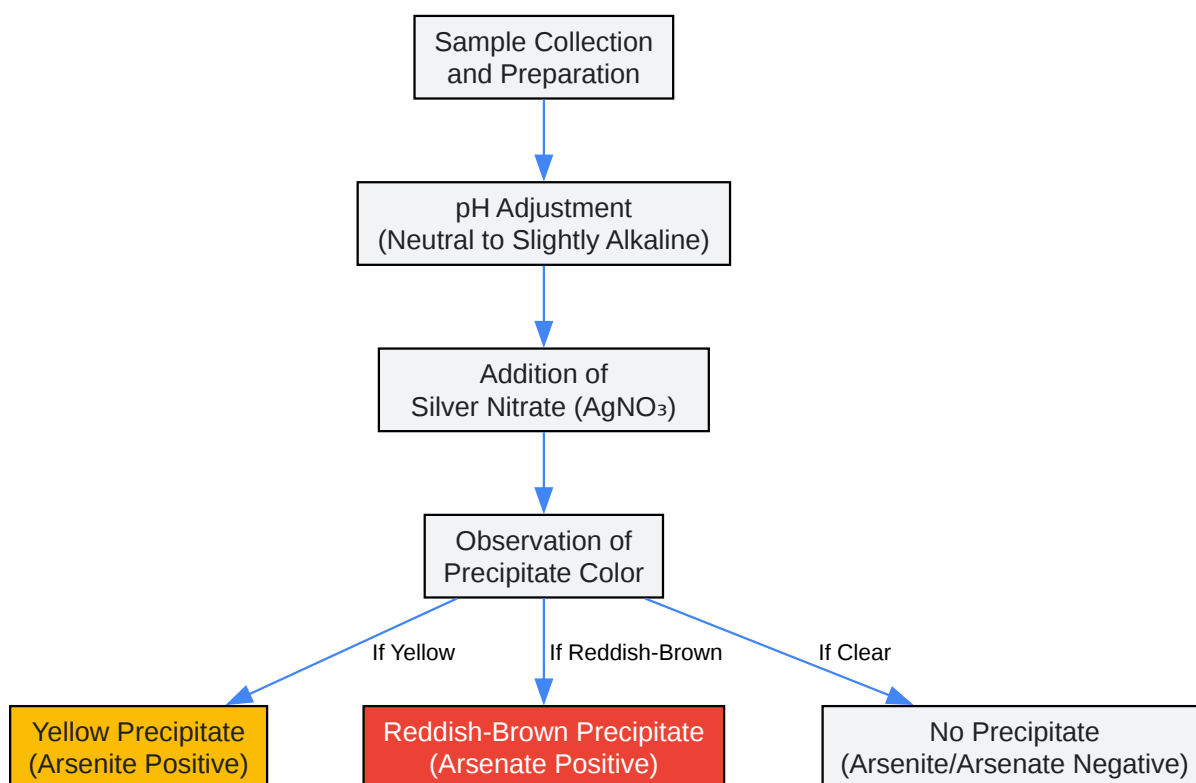 Sample Collection
and Preparation
pH Adjustment
(Neutral to Slightly Alkaline)
Addition of
Silver Nitrate (AgNO₃)
Observation of
Precipitate Color
If Yellow
If Reddish-Brown
If Clear
Yellow Precipitate
(Arsenite Positive)
Reddish-Brown Precipitate
(Arsenate Positive)
No Precipitate
(Arsenite/Arsenate Negative)